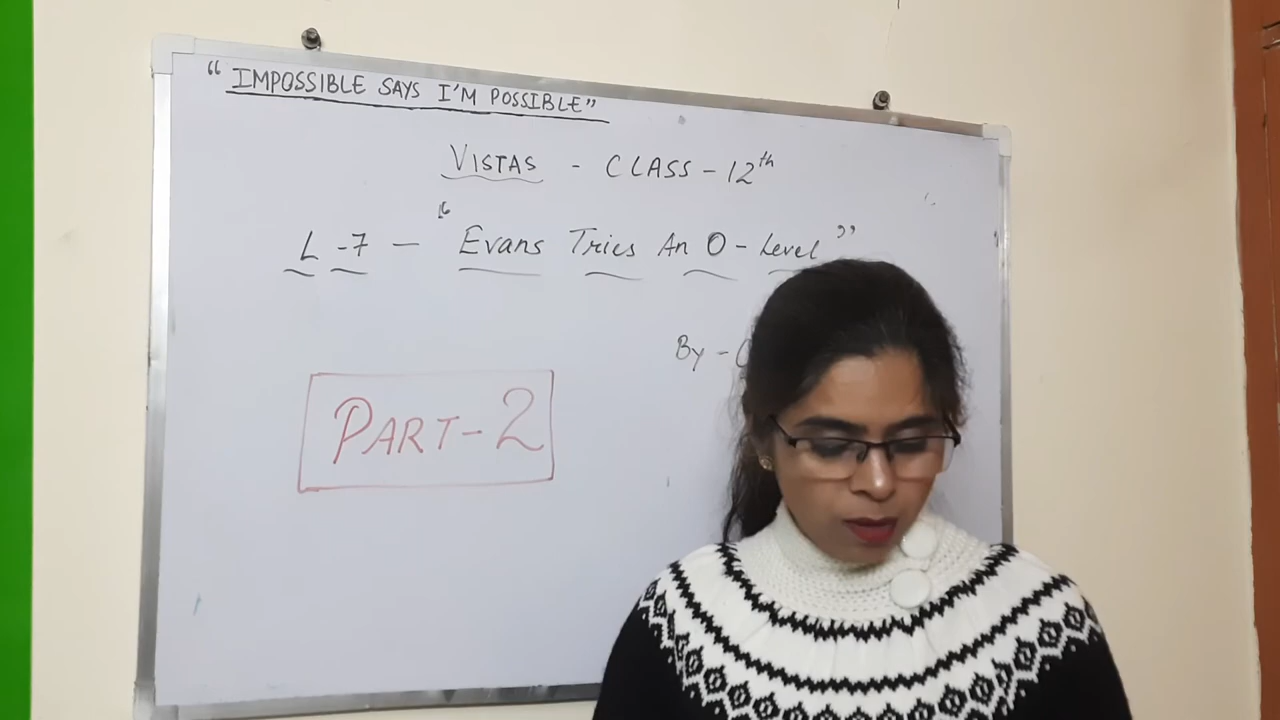 "IMPOSSIBLE SAYS I'M POSSIBLE"
VISTAS - CLASS - 12th
L - 7 - "Evans Tries An O - Level"
By -
PART - 2